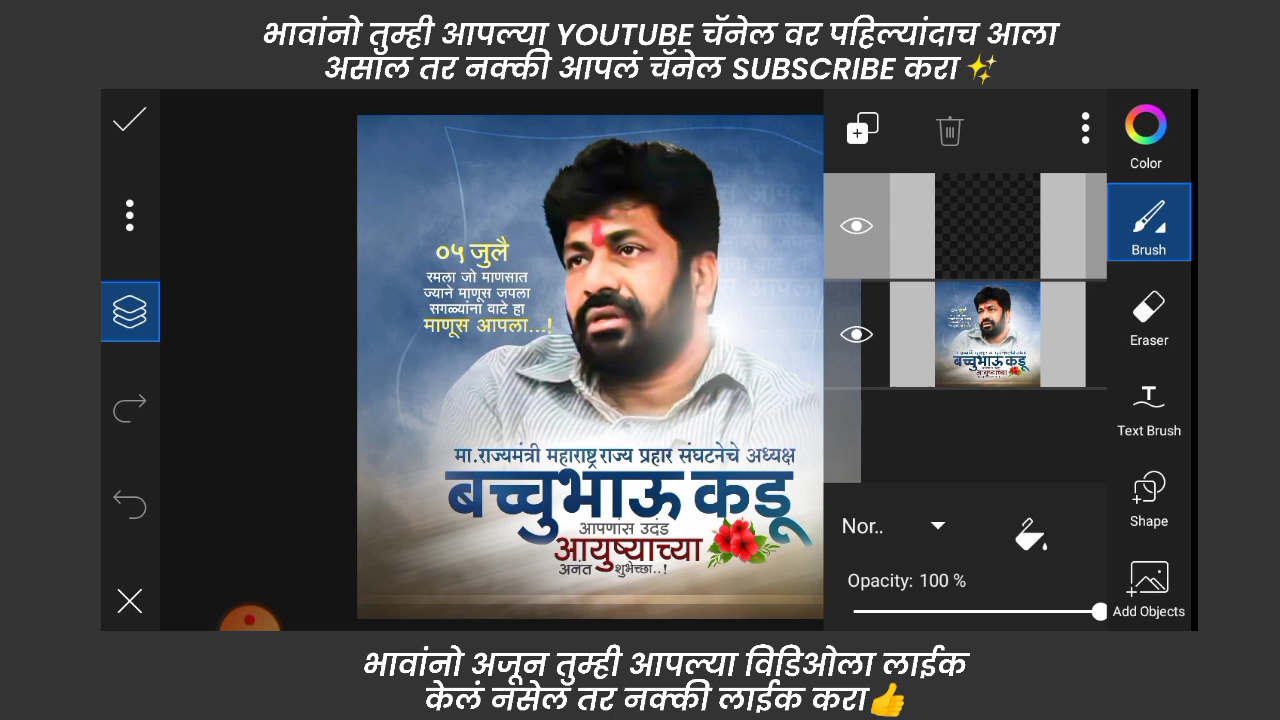 भावांनो तुम्ही आपल्या YOUTUBE चॅनेल वर पहिल्यांदाच आला
असाल तर नक्की आपलं चॅनेल SUBSCRIBE करा ✨
Color
Brush
Eraser
Text Brush
Shape
Add Objects
०५ जुलै
रमला जो माणसात
ज्याने माणूस जपला
सगळ्यांना वाटे हा
माणूस आपला...!
मा.राज्यमंत्री महाराष्ट्र राज्य प्रहार संघटनेचे अध्यक्ष
बच्चुभाऊ कडू
आपणांस उदंड
आयुष्याच्या
अनंत शुभेच्छा..!
Nor..
Opacity: 100 %
भावांनो अजून तुम्ही आपल्या विडिओला लाईक
केलं नसेल तर नक्की लाईक करा👍